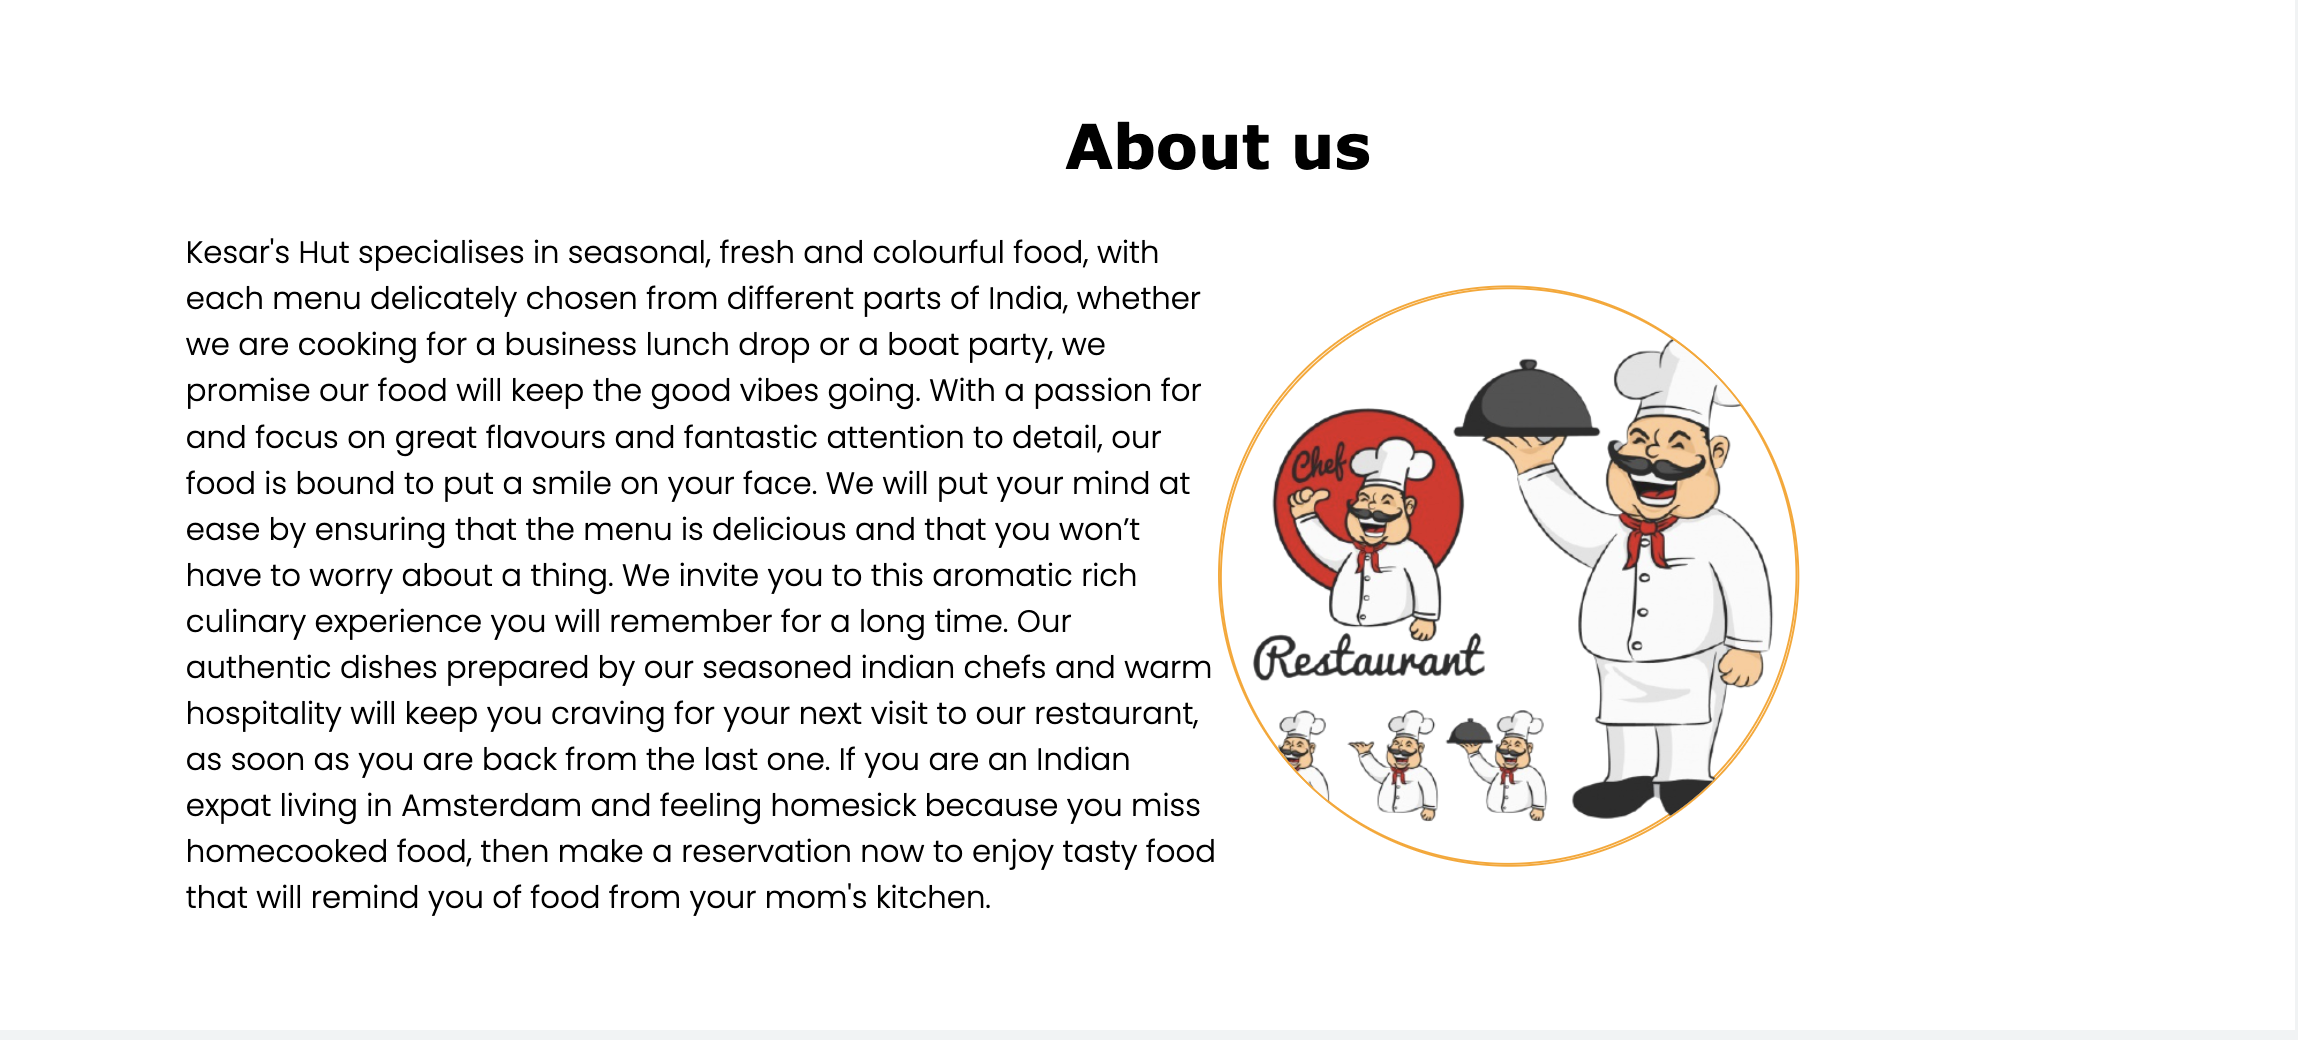 About us
Kesar's Hut specialises in seasonal, fresh and colourful food, with
each menu delicately chosen from different parts of India, whether
we are cooking for a business lunch drop or a boat party, we
promise our food will keep the good vibes going. With a passion for
and focus on great flavours and fantastic attention to detail, our
food is bound to put a smile on your face. We will put your mind at
ease by ensuring that the menu is delicious and that you won’t
have to worry about a thing. We invite you to this aromatic rich
culinary experience you will remember for a long time. Our
authentic dishes prepared by our seasoned indian chefs and warm
hospitality will keep you craving for your next visit to our restaurant,
as soon as you are back from the last one. If you are an Indian
expat living in Amsterdam and feeling homesick because you miss
homecooked food, then make a reservation now to enjoy tasty food
that will remind you of food from your mom's kitchen.
Chef
Restaurant